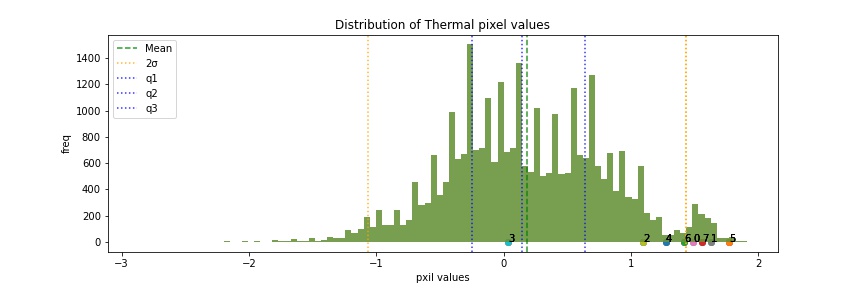 Distribution of Thermal pixel values
Mean
2σ
q1
q2
q3
freq
1400
1200
1000
800
600
400
200
0
3 2 4 6 0 7 1 5
−3 −2 −1 0 1 2
pxil values